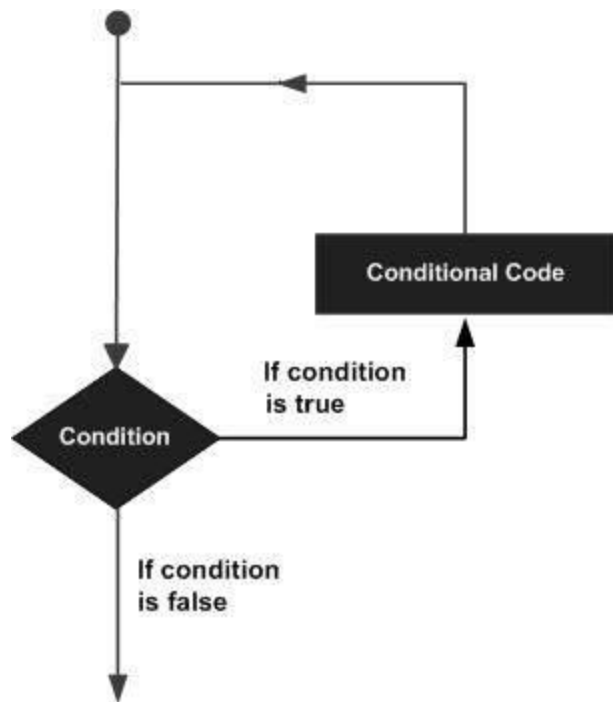 Conditional Code
If condition
is true
Condition
If condition
is false